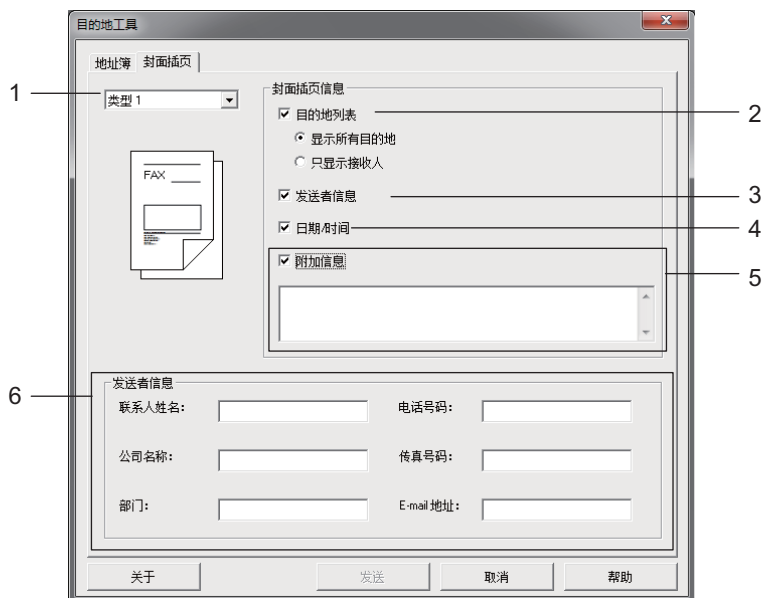 目的地工具
地址簿 封面插页
1
类型 1
封面插页信息
目的地列表
2
显示所有目的地
只显示接收人
FAX
发送者信息
3
日期/时间
4
附加信息
5
6
发送者信息
联系人姓名:
电话号码:
公司名称:
传真号码:
部门:
E-mail 地址:
关于
发送
取消
帮助